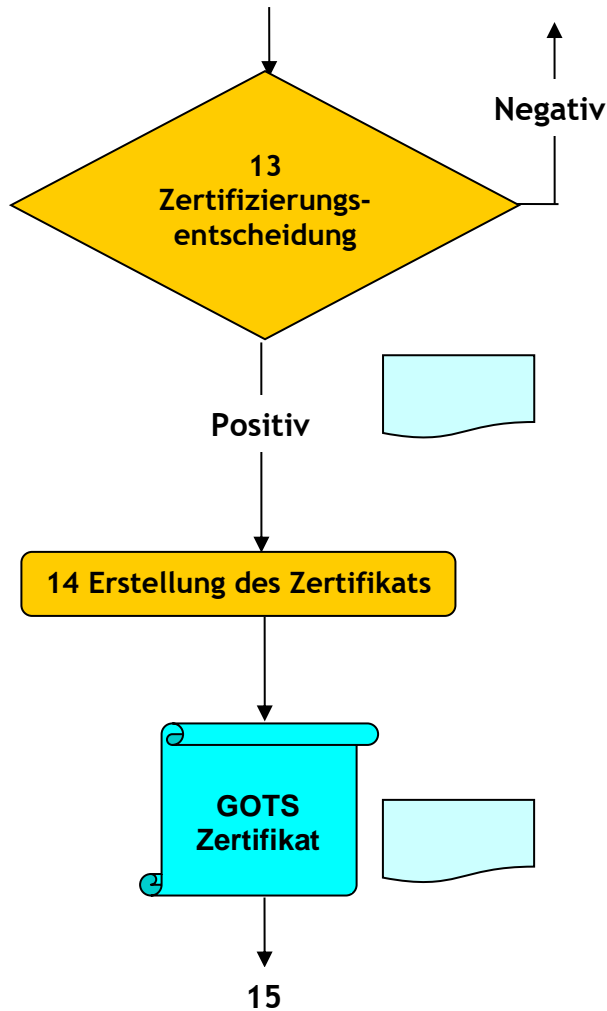 Negativ
13
Zertifizierungs-
entscheidung
Positiv
14 Erstellung des Zertifikats
GOTS
Zertifikat
15